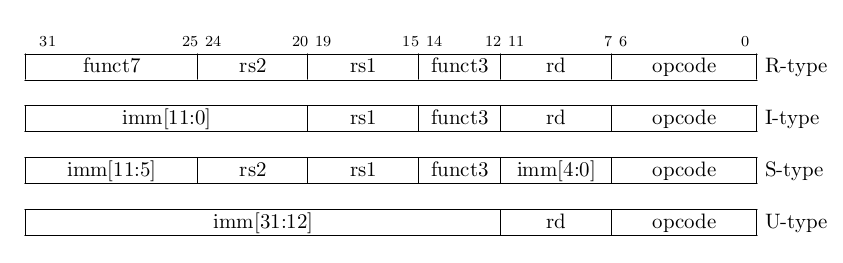 31 25 24 20 19 15 14 12 11 7 6 0
funct7 rs2 rs1 funct3 rd opcode R-type
imm[11:0] rs1 funct3 rd opcode I-type
imm[11:5] rs2 rs1 funct3 imm[4:0] opcode S-type
imm[31:12] rd opcode U-type